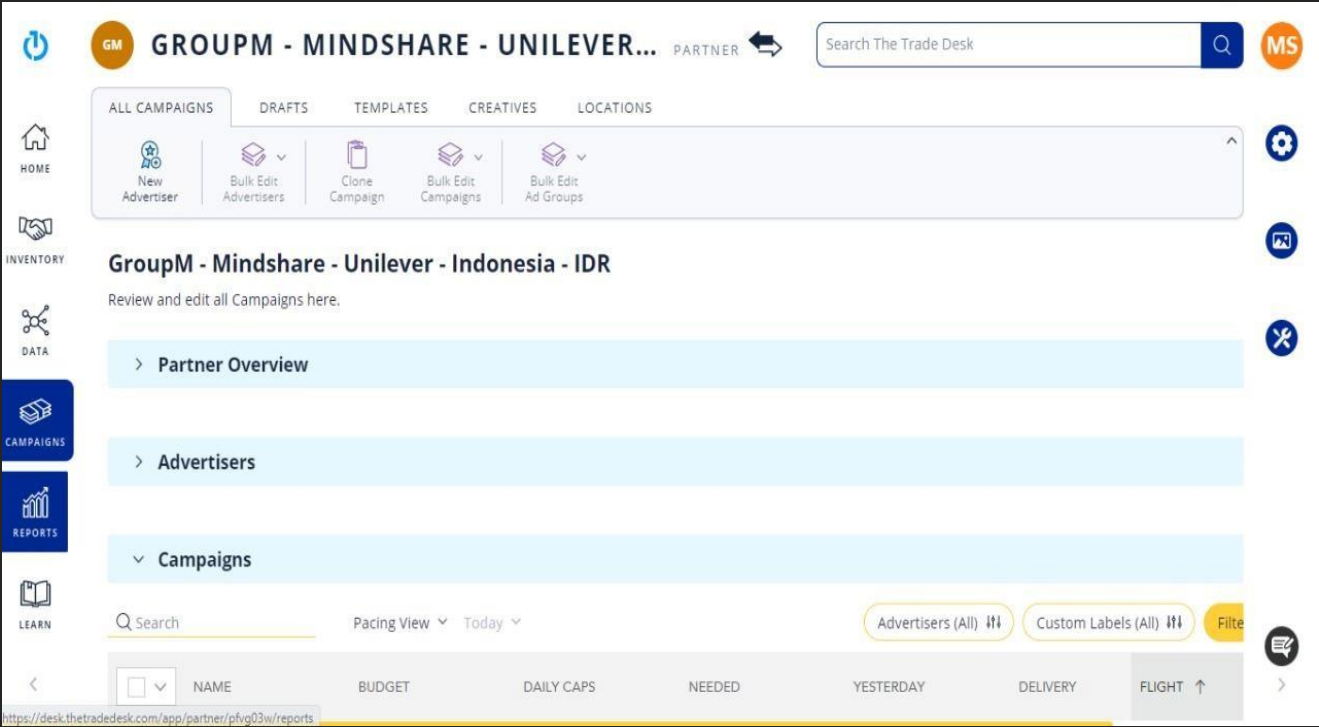 GM
GROUPM - MINDSHARE - UNILEVER... PARTNER
Search The Trade Desk
MS
ALL CAMPAIGNS DRAFTS TEMPLATES CREATIVES LOCATIONS
New Advertiser
Bulk Edit Advertisers
Clone Campaign
Bulk Edit Campaigns
Bulk Edit Ad Groups
HOME
INVENTORY
DATA
CAMPAIGNS
REPORTS
LEARN
GroupM - Mindshare - Unilever - Indonesia - IDR
Review and edit all Campaigns here.
Partner Overview
Advertisers
Campaigns
Search Pacing View Today Advertisers (All) Custom Labels (All) Filte
NAME BUDGET DAILY CAPS NEEDED YESTERDAY DELIVERY FLIGHT
https://desk.thetradedesk.com/app/partner/pfvg03w/reports